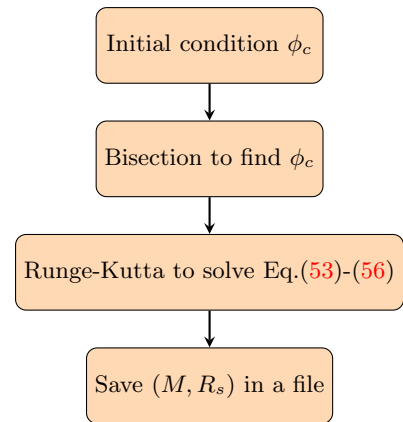 Initial condition ϕ_c
Bisection to find ϕ_c
Runge-Kutta to solve Eq.(53)-(56)
Save (M, R_s) in a file